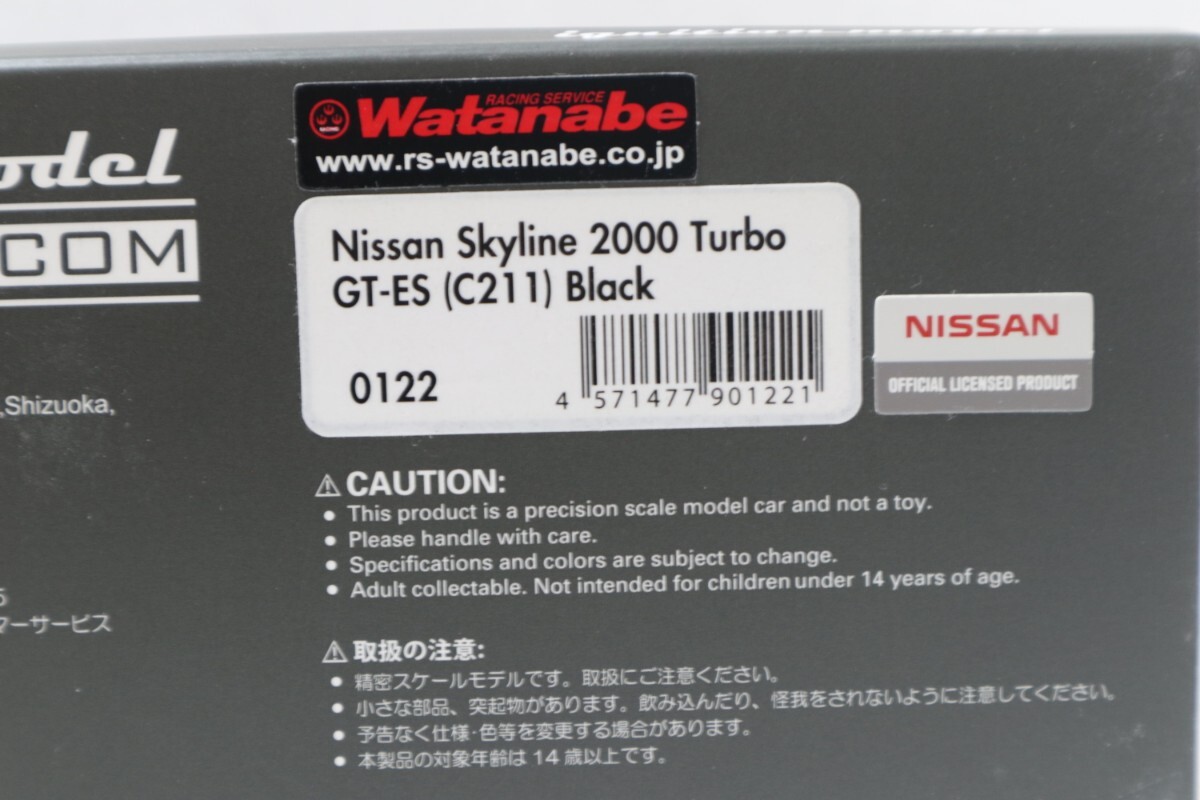 RACING SERVICE
Watanabe
www.rs-watanabe.co.jp
odel
COM
Nissan Skyline 2000 Turbo
GT-ES (C211) Black
0122
4 571477 901221
NISSAN
OFFICIAL LICENSED PRODUCT
,Shizuoka,
⚠ CAUTION:
• This product is a precision scale model car and not a toy.
• Please handle with care.
• Specifications and colors are subject to change.
• Adult collectable. Not intended for children under 14 years of age.
マーサービス
⚠ 取扱の注意:
• 精密スケールモデルです。取扱にご注意ください。
• 小さな部品、突起物があります。飲み込んだり、怪我をされないように注意してください。
• 予告なく仕様・色等を変更する場合があります。
• 本製品の対象年齢は14歳以上です。